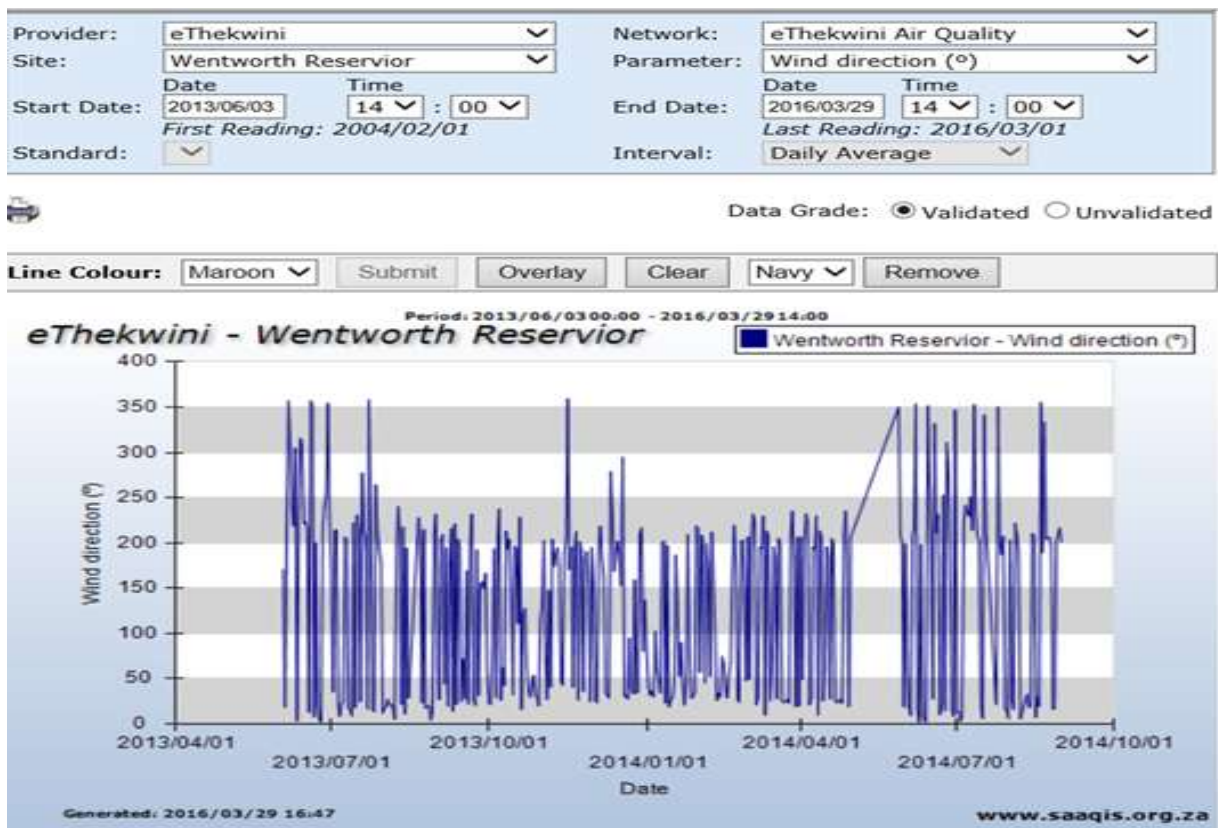 Provider: eThekwini Network: eThekwini Air Quality
Site: Wentworth Reservior Parameter: Wind direction (º)
Date Time Date Time
Start Date: 2013/06/03 14 : 00 End Date: 2016/03/29 14 : 00
First Reading: 2004/02/01 Last Reading: 2016/03/01
Standard: Interval: Daily Average
Data Grade: Validated Unvalidated
Line Colour: Maroon Submit Overlay Clear Navy Remove
Period: 2013/06/03 00:00 - 2016/03/29 14:00
eThekwini - Wentworth Reservior
Wentworth Reservior - Wind direction (º)
400
350
300
250
200
150
100
50
0
Wind direction (º)
2013/04/01 2013/10/01 2014/04/01 2014/10/01
2013/07/01 2014/01/01 2014/07/01
Date
Generated: 2016/03/29 16:47 www.saaqis.org.za